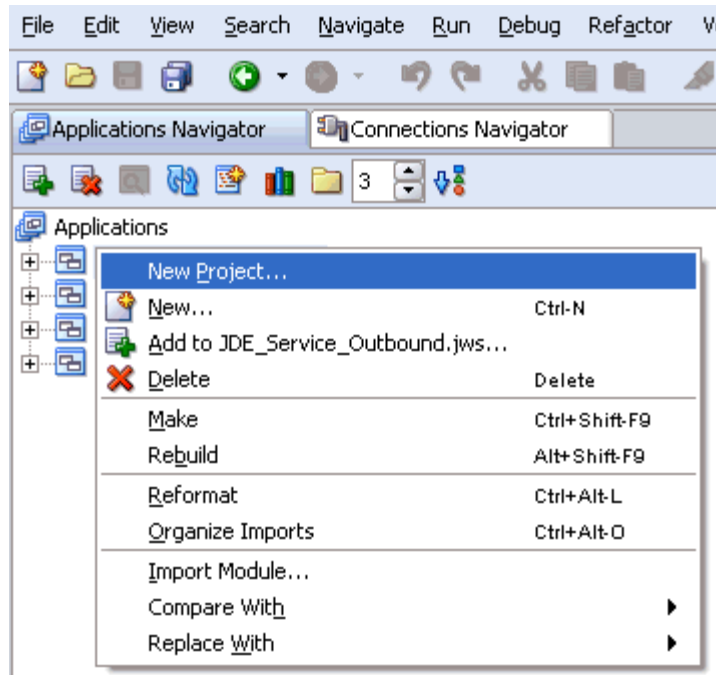 File Edit View Search Navigate Run Debug Refactor
Applications Navigator Connections Navigator
3
Applications
New Project...
New... Ctrl-N
Add to JDE_Service_Outbound.jws...
Delete Delete
Make Ctrl+Shift-F9
Rebuild Alt+Shift-F9
Reformat Ctrl+Alt-L
Organize Imports Ctrl+Alt-O
Import Module...
Compare With
Replace With